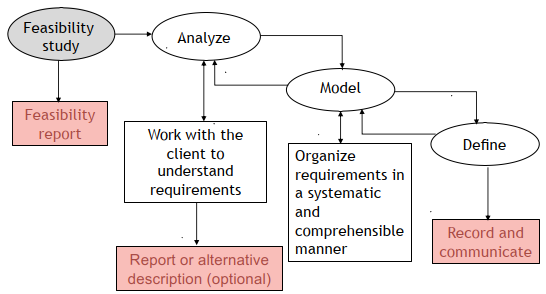 Feasibility
study
Analyze
Model
Define
Feasibility
report
Work with the
client to
understand
requirements
Organize
requirements in
a systematic
and
comprehensible
manner
Record and
communicate
Report or alternative
description (optional)